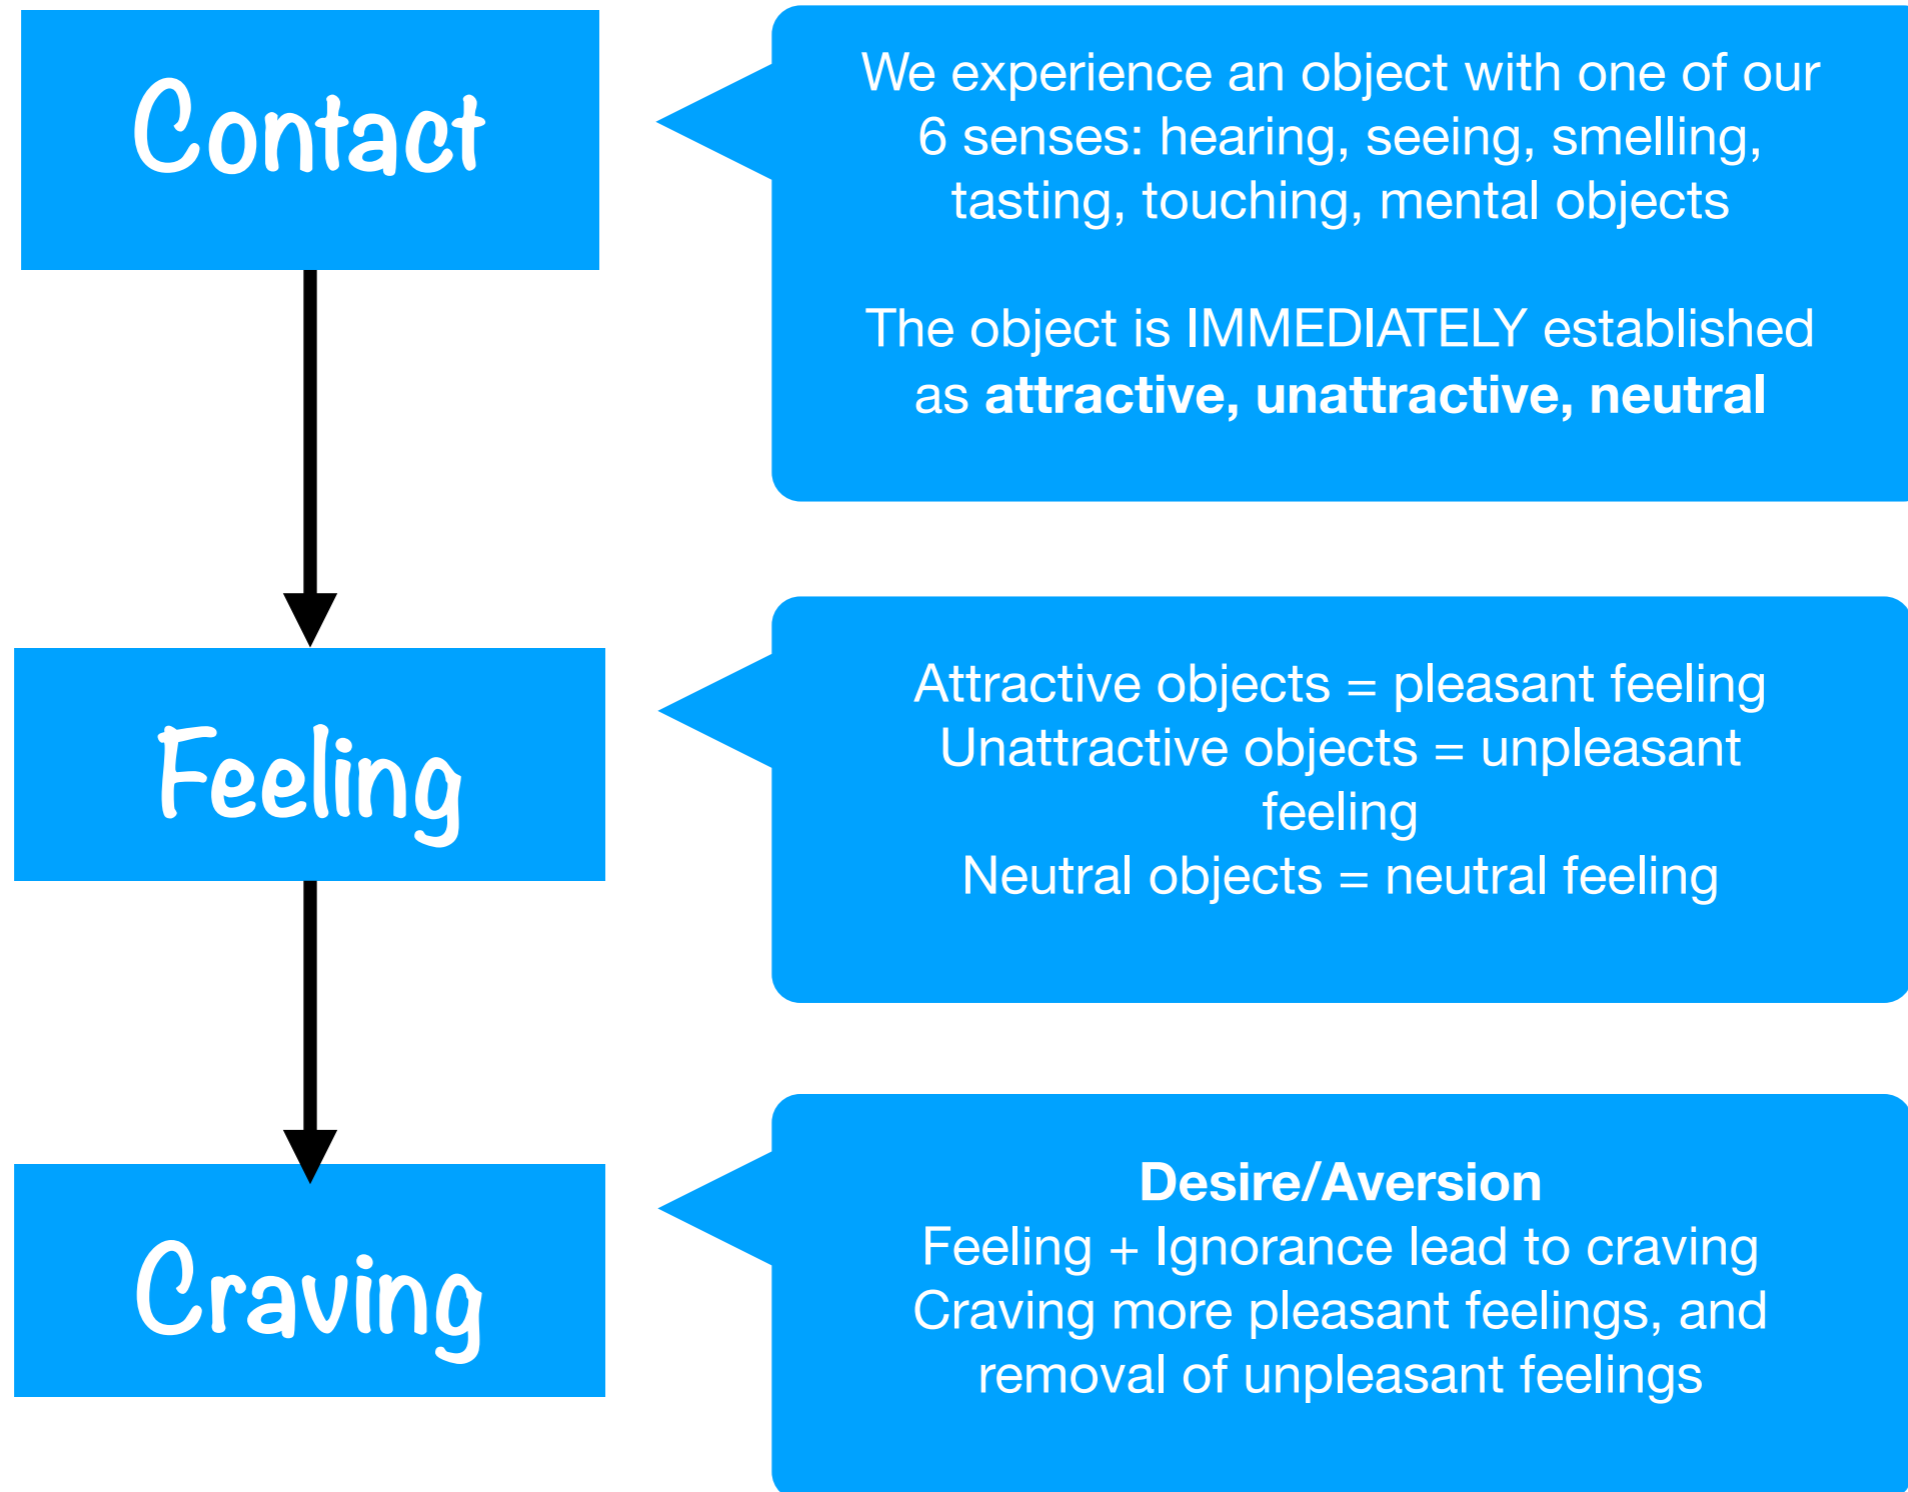 Contact
We experience an object with one of our
6 senses: hearing, seeing, smelling,
tasting, touching, mental objects
The object is IMMEDIATELY established
as attractive, unattractive, neutral
Feeling
Attractive objects = pleasant feeling
Unattractive objects = unpleasant
feeling
Neutral objects = neutral feeling
Craving
Desire/Aversion
Feeling + Ignorance lead to craving
Craving more pleasant feelings, and
removal of unpleasant feelings